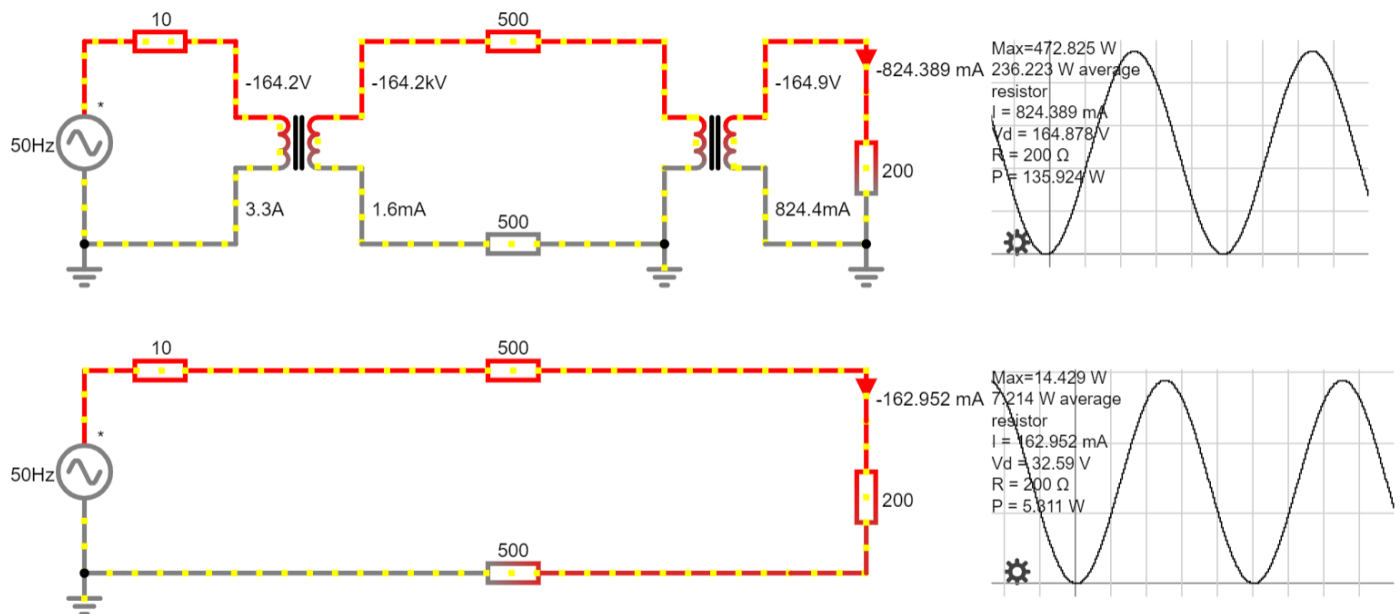 10
500
-164.2V
-164.2kV
-164.9V
-824.389 mA
*
50Hz
200
3.3A
1.6mA
824.4mA
500
Max=472.825 W
236.223 W average
resistor
I = 824.389 mA
Vd = 164.878 V
R = 200 Ω
P = 135.924 W
10
500
-162.952 mA
*
50Hz
200
500
Max=14.429 W
7.214 W average
resistor
I = 162.952 mA
Vd = 32.59 V
R = 200 Ω
P = 5.311 W